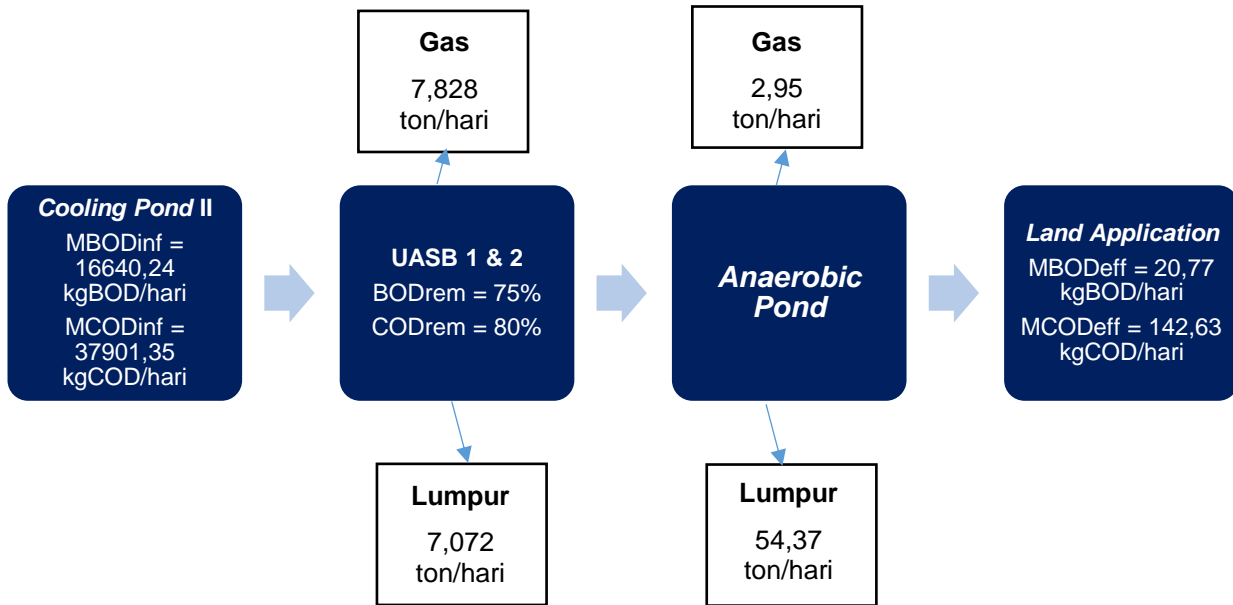 Gas
7,828
ton/hari
Gas
2,95
ton/hari
Cooling Pond II
MBODinf =
16640,24
kgBOD/hari
MCODinf =
37901,35
kgCOD/hari
UASB 1 & 2
BODrem = 75%
CODrem = 80%
Anaerobic
Pond
Land Application
MBODeff = 20,77
kgBOD/hari
MCODeff = 142,63
kgCOD/hari
Lumpur
7,072
ton/hari
Lumpur
54,37
ton/hari